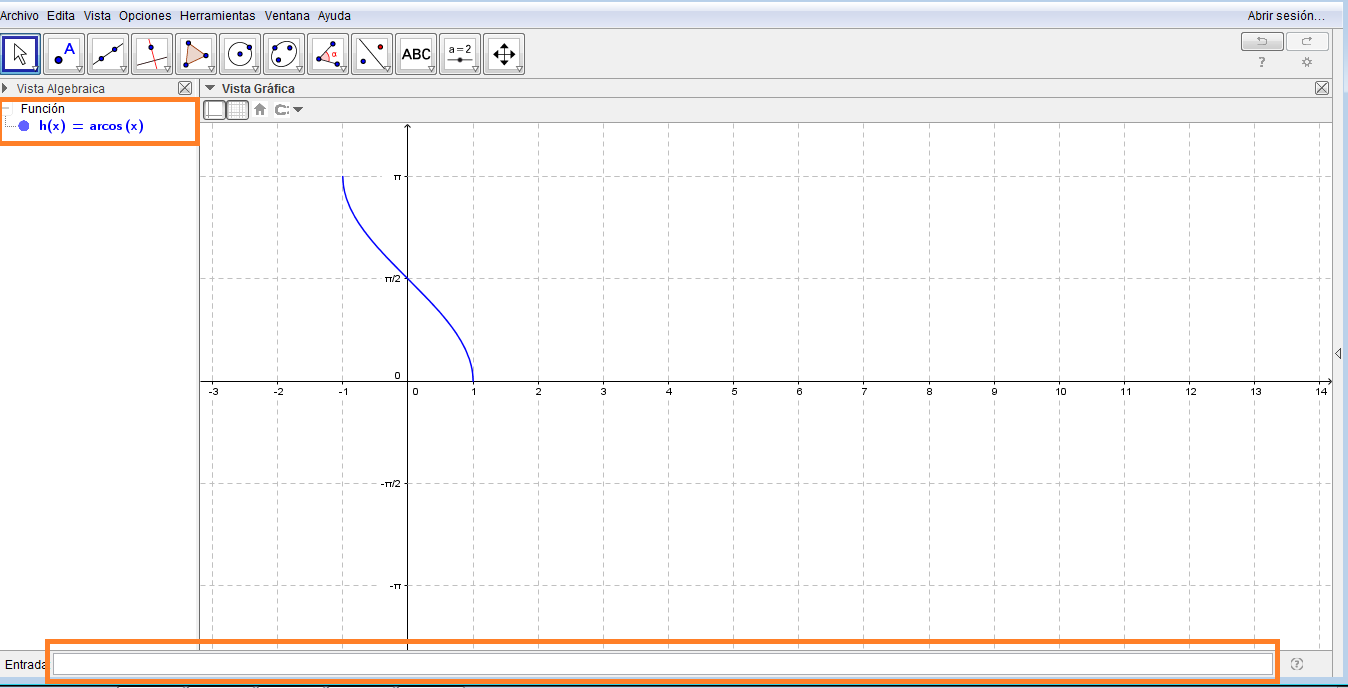 Archivo Edita Vista Opciones Herramientas Ventana Ayuda Abrir sesión...
A α ABC a=2 ?
Vista Algebraica Vista Gráfica
Función
h(x) = arcos (x)
π
π/2
0
-3 -2 -1 0 1 2 3 4 5 6 7 8 9 10 11 12 13 14
-π/2
-π
Entrada ?